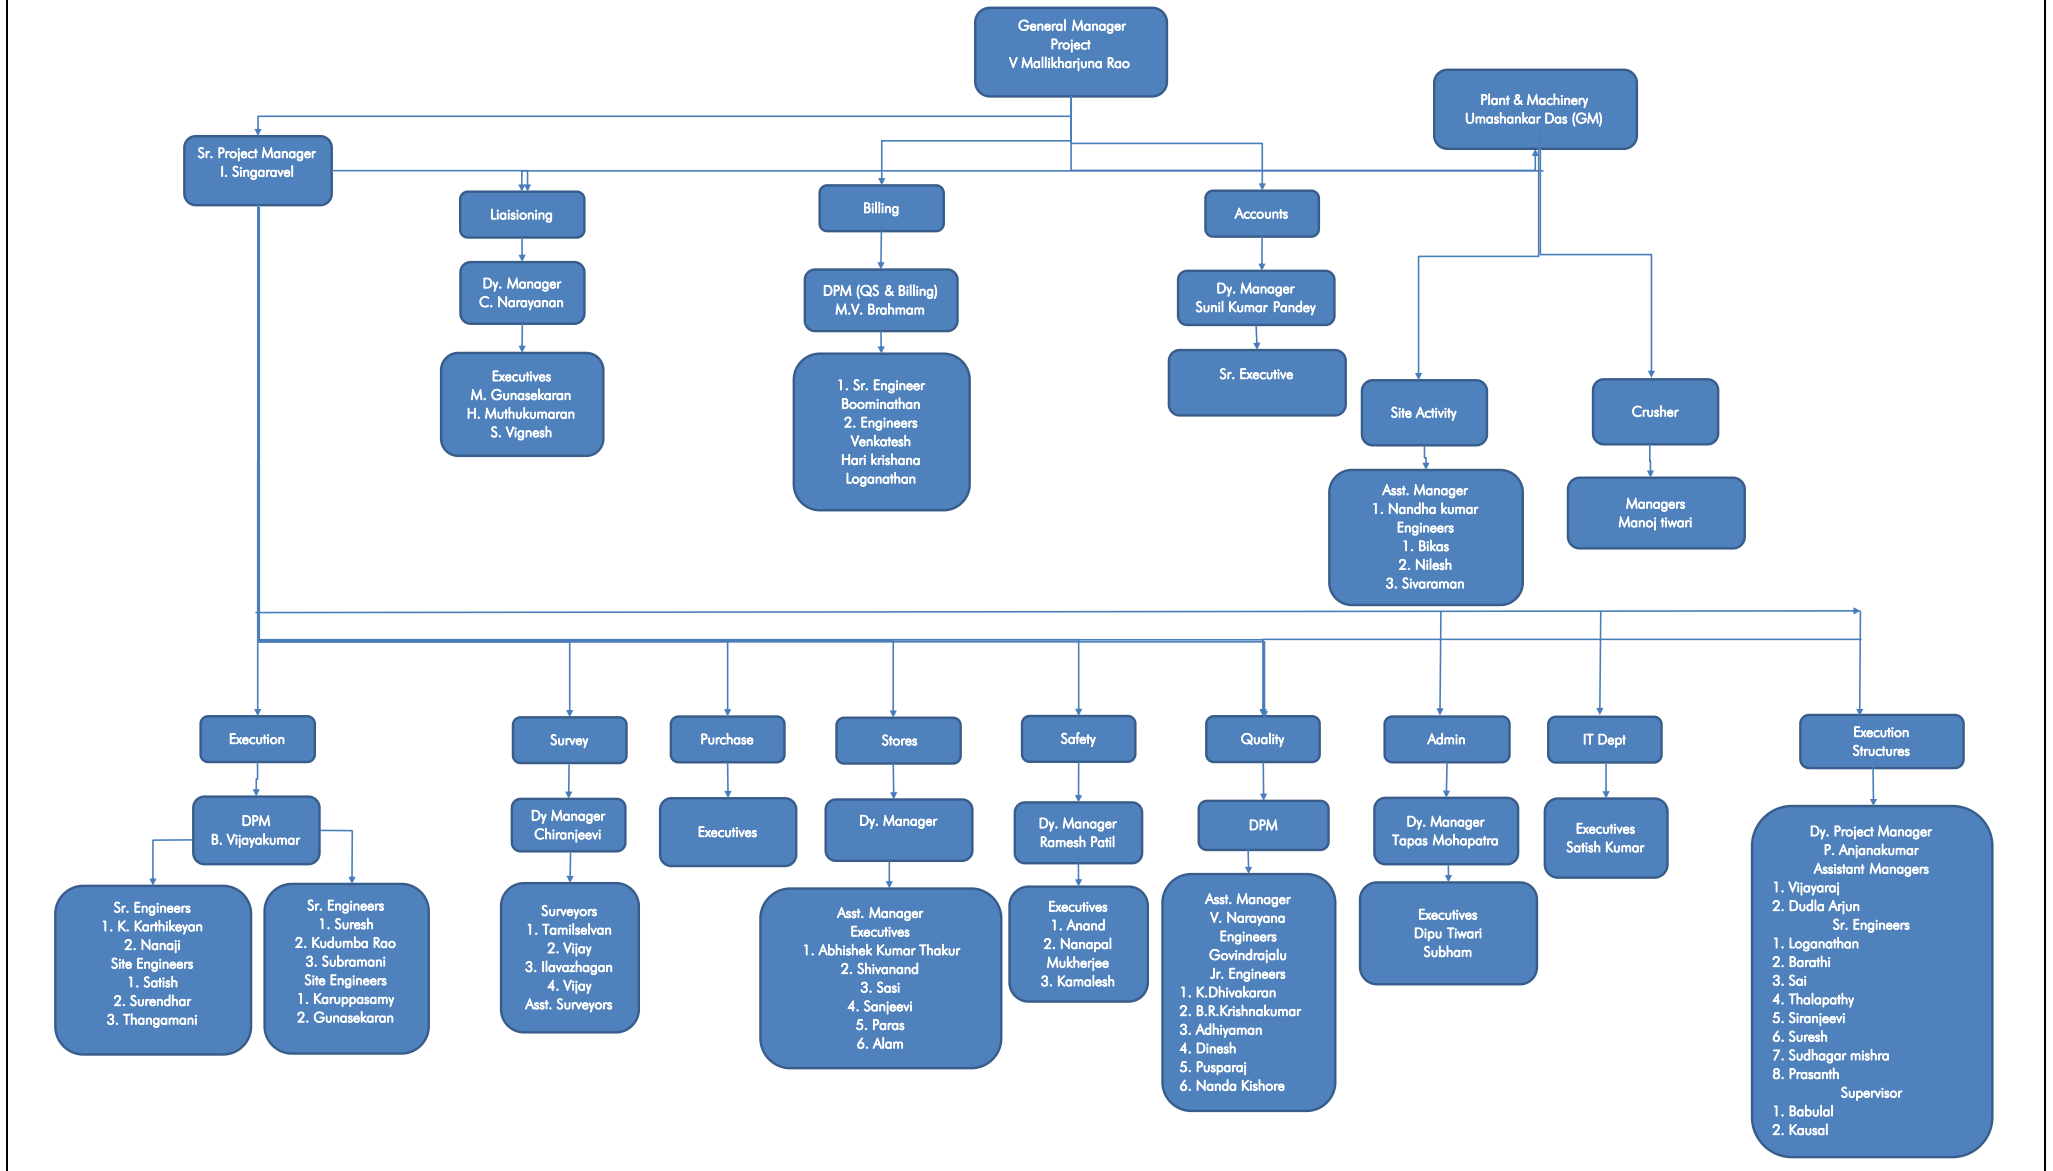 General Manager
Project
V Mallikharjuna Rao
Plant & Machinery
Umashankar Das (GM)
Sr. Project Manager
I. Singaravel
Liaisioning
Billing
Accounts
Dy. Manager
C. Narayanan
DPM (QS & Billing)
M.V. Brahmam
Dy. Manager
Sunil Kumar Pandey
Executives
M. Gunasekaran
H. Muthukumaran
S. Vignesh
1. Sr. Engineer
Boominathan
2. Engineers
Venkatesh
Hari krishana
Loganathan
Sr. Executive
Site Activity
Crusher
Asst. Manager
1. Nandha kumar
Engineers
1. Bikas
2. Nilesh
3. Sivaraman
Managers
Manoj tiwari
Execution
Survey
Purchase
Stores
Safety
Quality
Admin
IT Dept
Execution
Structures
DPM
B. Vijayakumar
Dy Manager
Chiranjeevi
Executives
Dy. Manager
Dy. Manager
Ramesh Patil
DPM
Dy. Manager
Tapas Mohapatra
Executives
Satish Kumar
Dy. Project Manager
P. Anjanakumar
Assistant Managers
1. Vijayaraj
2. Dudla Arjun
Sr. Engineers
1. Loganathan
2. Barathi
3. Sai
4. Thalapathy
5. Siranjeevi
6. Suresh
7. Sudhagar mishra
8. Prasanth
Supervisor
1. Babulal
2. Kausal
Sr. Engineers
1. K. Karthikeyan
2. Nanaji
Site Engineers
1. Satish
2. Surendhar
3. Thangamani
Sr. Engineers
1. Suresh
2. Kudumba Rao
3. Subramani
Site Engineers
1. Karuppasamy
2. Gunasekaran
Surveyors
1. Tamilselvan
2. Vijay
3. Ilavazhagan
4. Vijay
Asst. Surveyors
Asst. Manager
Executives
1. Abhishek Kumar Thakur
2. Shivanand
3. Sasi
4. Sanjeevi
5. Paras
6. Alam
Executives
1. Anand
2. Nanapal
Mukherjee
3. Kamalesh
Asst. Manager
V. Narayana
Engineers
Govindrajalu
Jr. Engineers
1. K.Dhivakaran
2. B.R.Krishnakumar
3. Adhiyaman
4. Dinesh
5. Pusparaj
6. Nanda Kishore
Executives
Dipu Tiwari
Subham